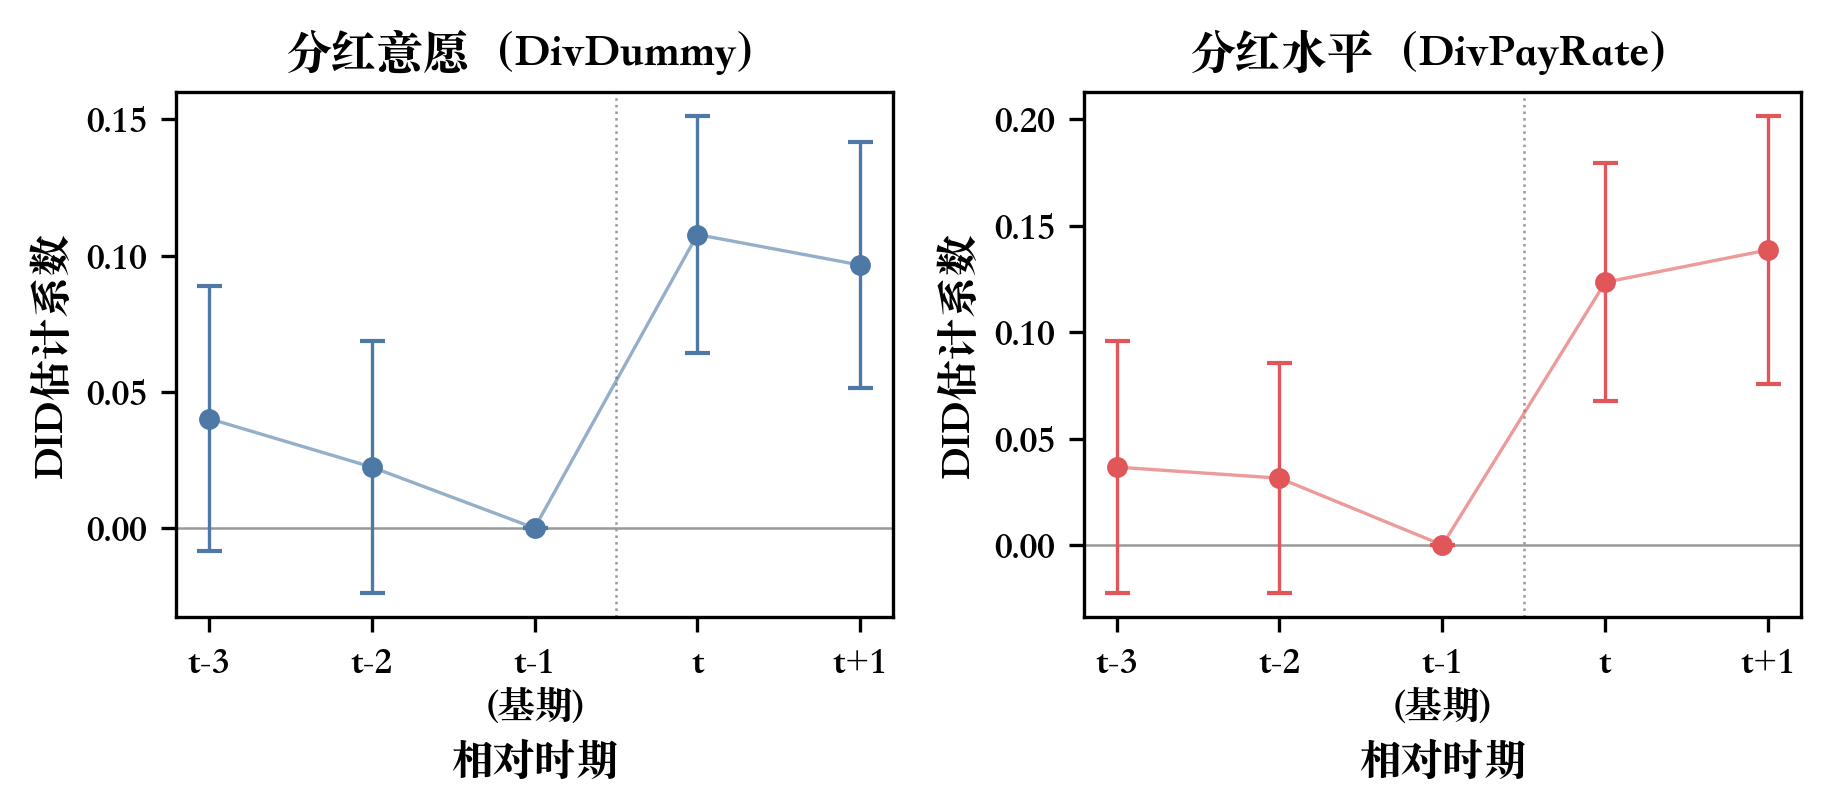 分红意愿（DivDummy）
DID估计系数
0.15
0.10
0.05
0.00
t-3 t-2 t-1 t t+1
(基期)
相对时期
分红水平（DivPayRate）
DID估计系数
0.20
0.15
0.10
0.05
0.00
t-3 t-2 t-1 t t+1
(基期)
相对时期